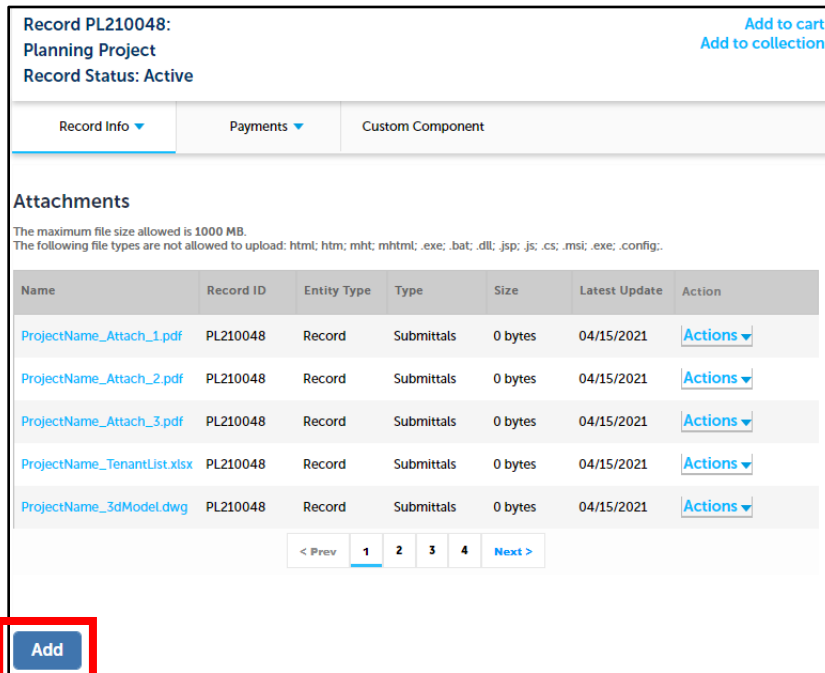 Record PL210048:
Planning Project
Record Status: Active
Add to cart
Add to collection
Record Info
Payments
Custom Component
Attachments
The maximum file size allowed is 1000 MB.
The following file types are not allowed to upload: html; htm; mht; mhtml; .exe; .bat; .dll; .jsp; .js; .cs; .msi; .exe; .config;.
Name Record ID Entity Type Type Size Latest Update Action
ProjectName_Attach_1.pdf PL210048 Record Submittals 0 bytes 04/15/2021 Actions
ProjectName_Attach_2.pdf PL210048 Record Submittals 0 bytes 04/15/2021 Actions
ProjectName_Attach_3.pdf PL210048 Record Submittals 0 bytes 04/15/2021 Actions
ProjectName_TenantList.xlsx PL210048 Record Submittals 0 bytes 04/15/2021 Actions
ProjectName_3dModel.dwg PL210048 Record Submittals 0 bytes 04/15/2021 Actions
< Prev 1 2 3 4 Next >
Add